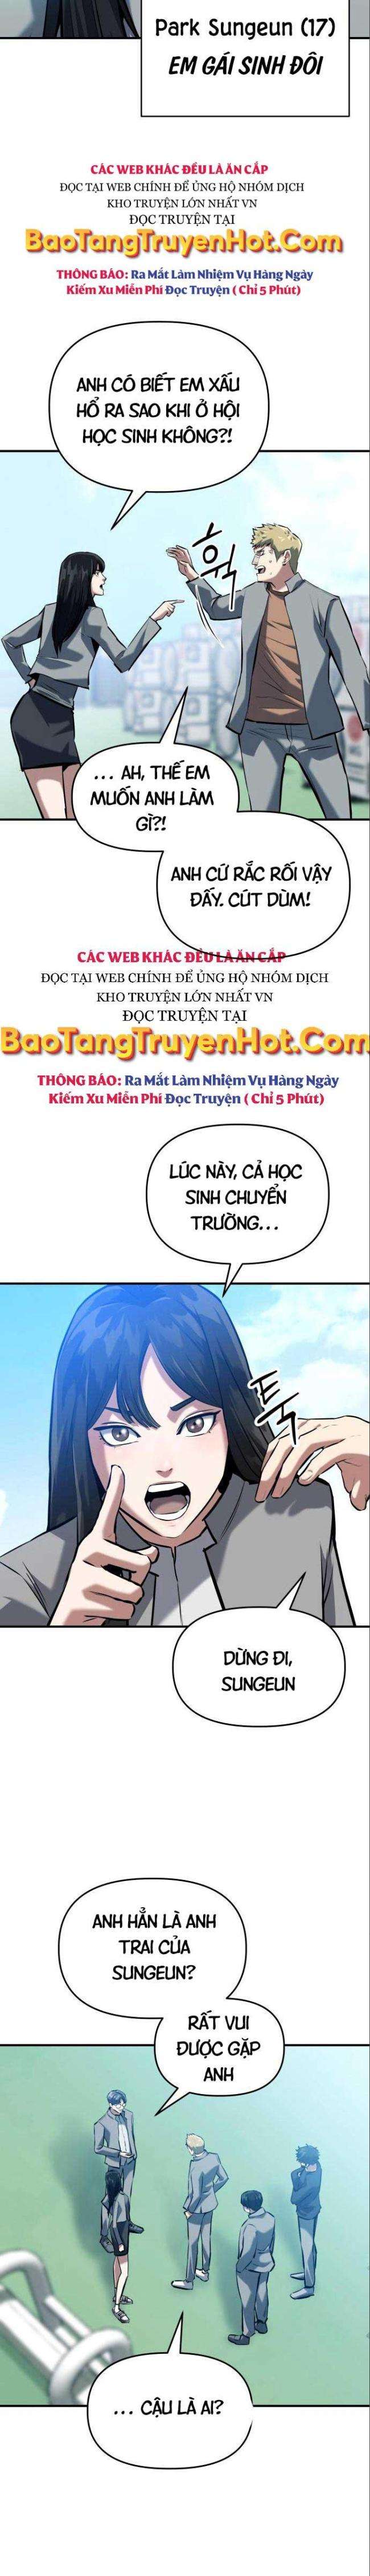 Park Sungeun (17)
EM GÁI SINH ĐÔI
CÁC WEB KHÁC ĐỀU LÀ ĂN CẮP
ĐỌC TẠI WEB CHÍNH ĐỂ ỦNG HỘ NHÓM DỊCH
KHO TRUYỆN LỚN NHẤT VN
ĐỌC TRUYỆN TẠI
BaoTangTruyenHot.Com
THÔNG BÁO: Ra Mắt Làm Nhiệm Vụ Hàng Ngày
Kiếm Xu Miễn Phí Đọc Truyện ( Chỉ 5 Phút)
ANH CÓ BIẾT EM XẤU
HỔ RA SAO KHI Ở HỘI
HỌC SINH KHÔNG?!
휙
... AH, THẾ EM
MUỐN ANH LÀM
GÌ?!
ANH CỨ RẮC RỐI VẬY
ĐẤY. CÚT DÙM!
CÁC WEB KHÁC ĐỀU LÀ ĂN CẮP
ĐỌC TẠI WEB CHÍNH ĐỂ ỦNG HỘ NHÓM DỊCH
KHO TRUYỆN LỚN NHẤT VN
ĐỌC TRUYỆN TẠI
BaoTangTruyenHot.Com
THÔNG BÁO: Ra Mắt Làm Nhiệm Vụ Hàng Ngày
Kiếm Xu Miễn Phí Đọc Truyện ( Chỉ 5 Phút)
LÚC NÀY, CẢ HỌC
SINH CHUYỂN
TRƯỜNG...
톡
DỪNG ĐI,
SUNGEUN
ANH HẲN LÀ ANH
TRAI CỦA
SUNGEUN?
RẤT VUI
ĐƯỢC GẶP
ANH
... CẬU LÀ AI?